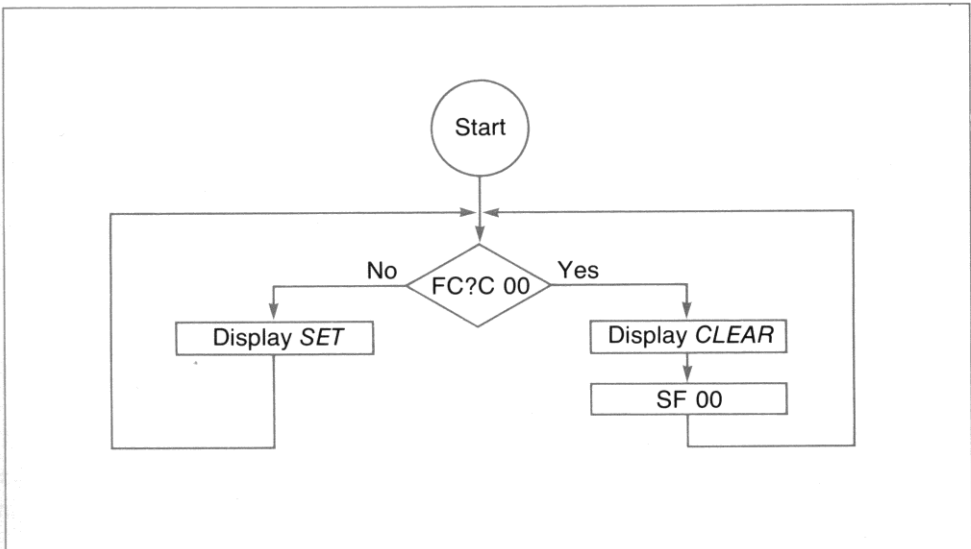 Start
No
Yes
FC?C 00
Display SET
Display CLEAR
SF 00